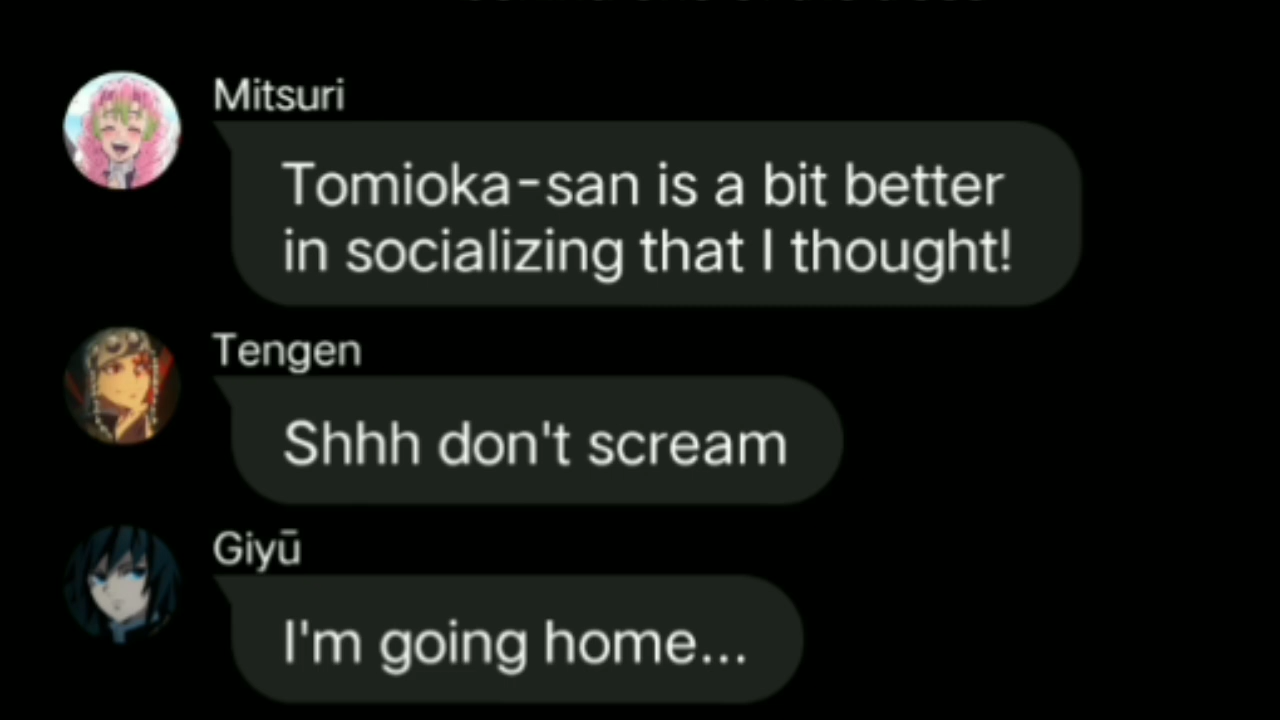 Mitsuri
Tomioka-san is a bit better
in socializing that I thought!
Tengen
Shhh don't scream
Giyū
I'm going home...